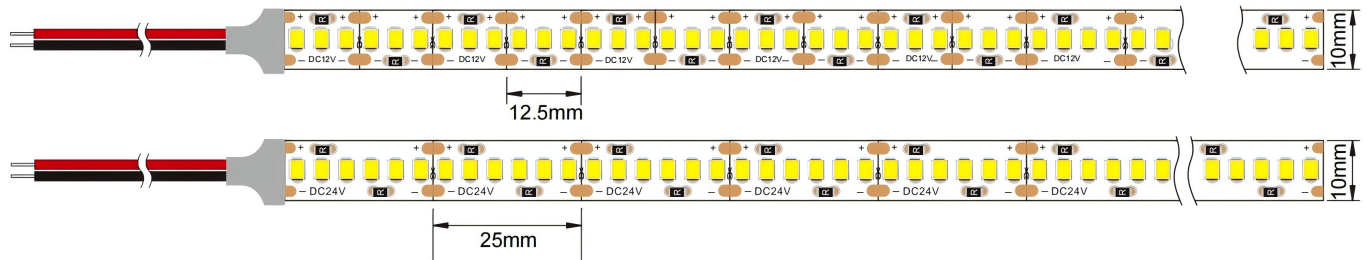 + R + + R + + R + + R + + R + + R + R +
DC12V R DC12V R DC12V R DC12V R DC12V R DC12V R
10mm
12.5mm
+ R + + R + + R + + R + + R + + R +
DC24V R DC24V R DC24V R DC24V R DC24V R DC24V R R
10mm
25mm